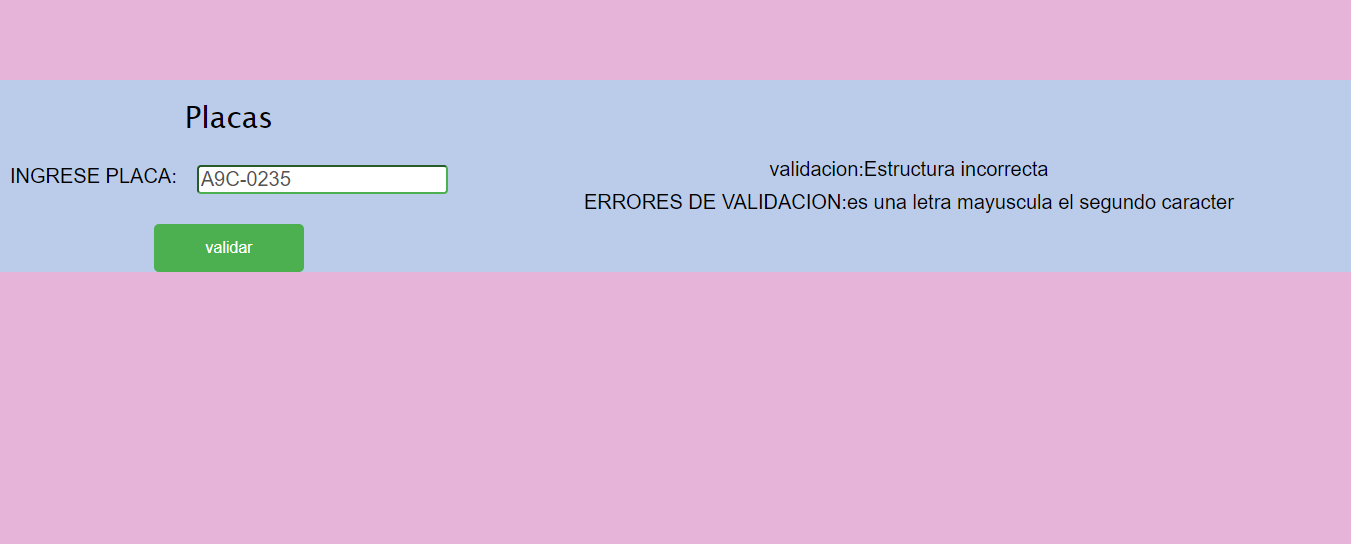 Placas
INGRESE PLACA:
A9C-0235
validar
validacion:Estructura incorrecta
ERRORES DE VALIDACION:es una letra mayuscula el segundo caracter